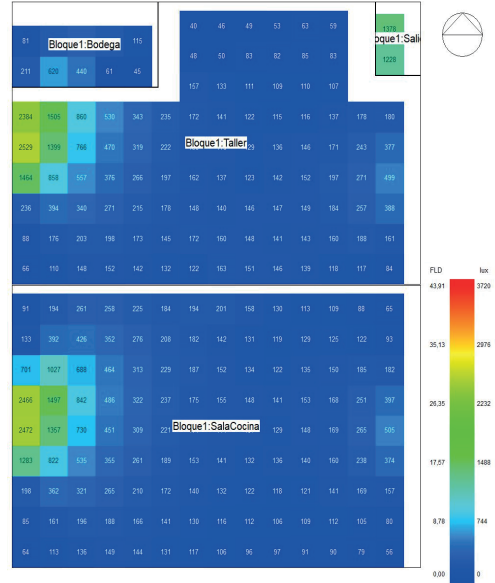 40 46 49 53 63 59
81 Bloque1:Bodega 115
48 50 83 82 85 83
211 620 440 61 45
157 133 111 109 110 107
1379
oque1:Sali
1228
2384 1505 860 530 343 235 172 141 122 115 116 137 178 180
2529 1399 766 470 319 222 Bloque1:Taller 29 136 146 171 243 377
1464 858 557 376 266 197 162 137 123 142 152 197 271 499
236 394 340 271 215 178 148 140 146 147 149 184 257 388
88 176 203 198 173 145 172 160 148 141 143 160 188 161
66 110 148 152 142 132 122 163 151 146 139 118 117 84
91 194 261 258 225 184 194 201 158 130 113 109 88 65
133 392 426 352 276 208 182 142 131 119 129 125 122 93
701 1027 688 464 313 229 187 152 134 122 135 150 185 182
2466 1497 842 486 322 237 175 155 141 134 153 168 251 397
2472 1357 730 451 309 221 Bloque1:SalaCocina 129 148 169 265 505
1283 822 535 355 261 189 153 141 132 136 140 160 238 374
198 362 321 265 210 172 140 132 122 118 121 141 169 157
85 161 196 188 166 141 130 116 112 106 109 112 105 80
64 113 136 149 144 131 117 106 96 97 91 90 79 56
FLD lux
43,91 3720
35,13 2976
26,35 2232
17,57 1488
8,78 744
0,00 0